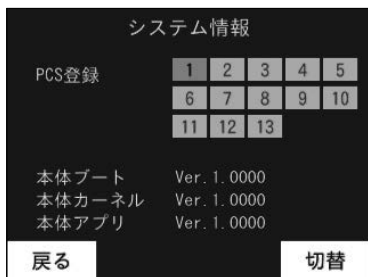 システム情報
PCS登録 1 2 3 4 5
6 7 8 9 10
11 12 13
本体ブート Ver.1.0000
本体カーネル Ver.1.0000
本体アプリ Ver.1.0000
戻る 切替